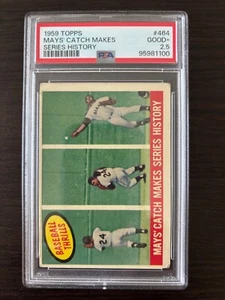 1959 TOPPS #464
MAYS' CATCH MAKES GOOD+
SERIES HISTORY 2.5
PSA 95981100
BASEBALL
THRILLS
24
24
MAYS' CATCH MAKES SERIES HISTORY